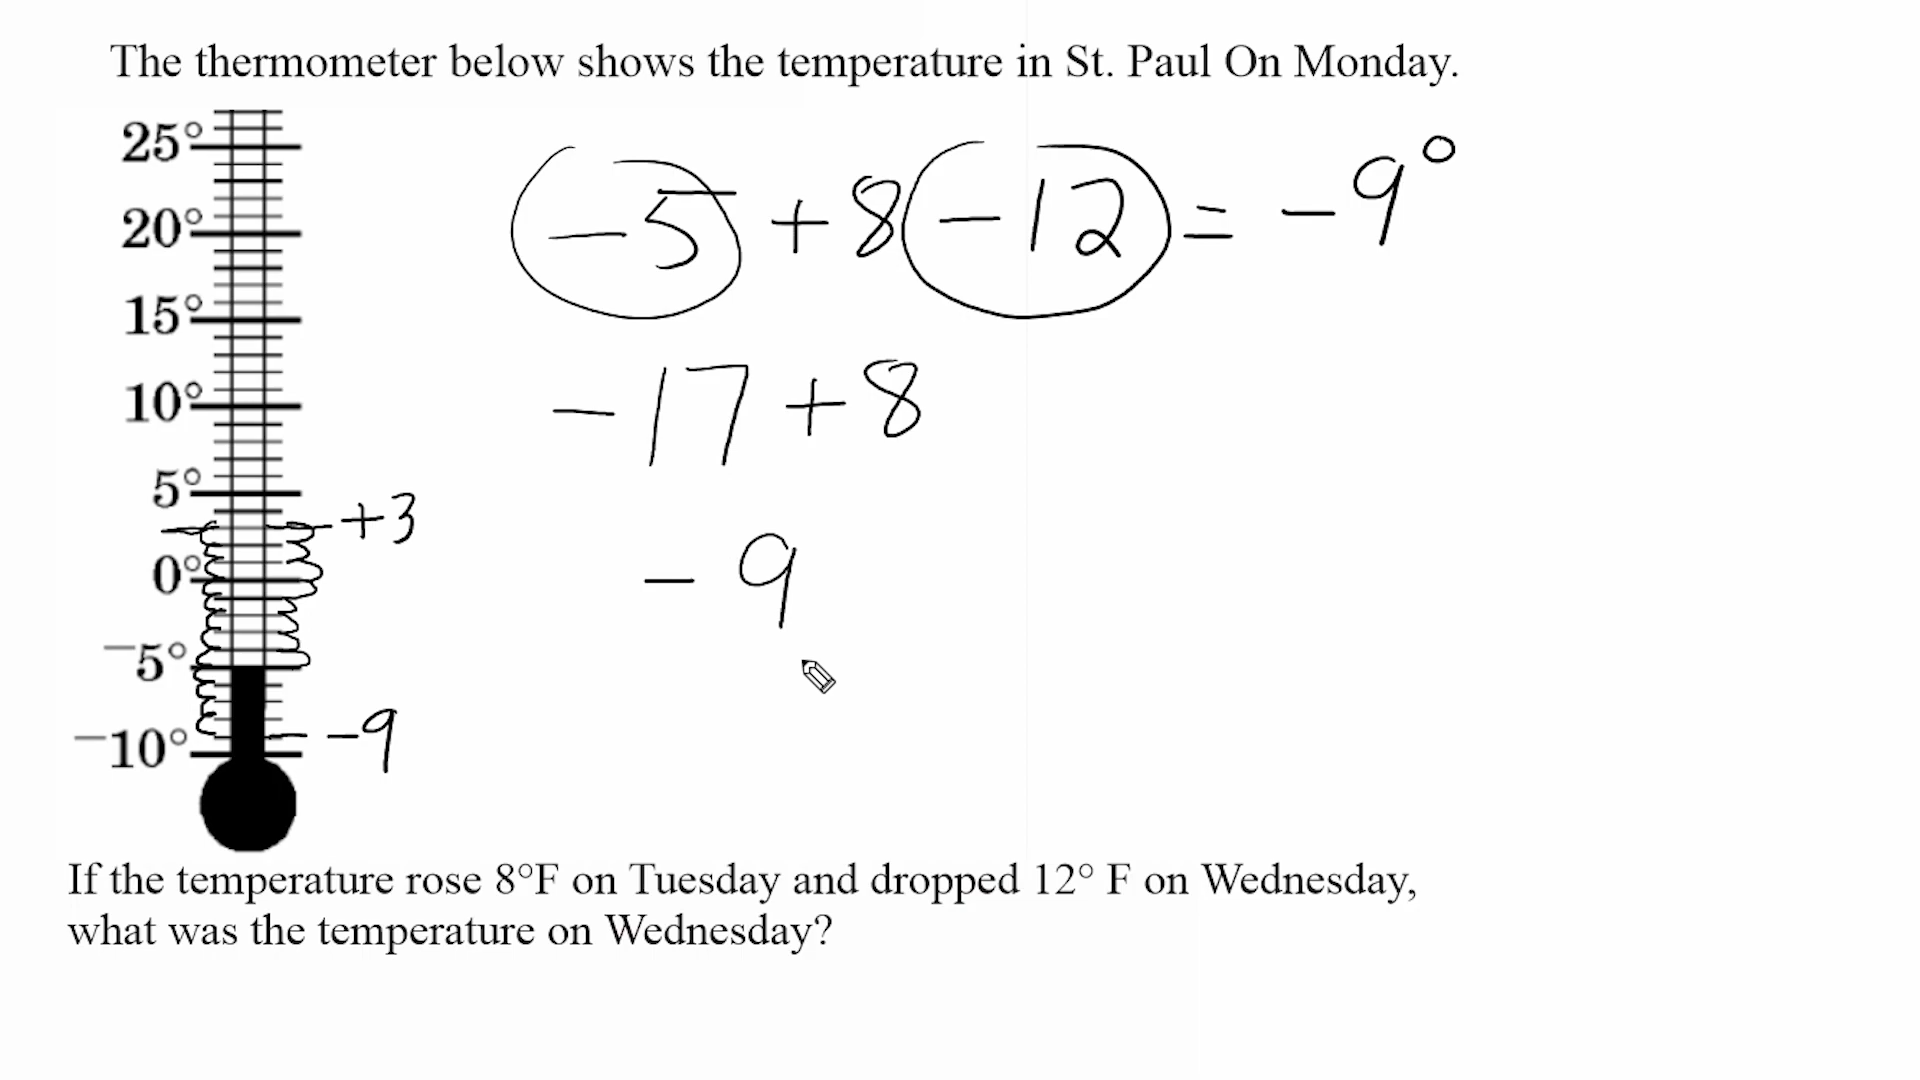 The thermometer below shows the temperature in St. Paul On Monday.
25°
20°
15°
10°
5°
0°
−5°
−10°
+3
−9
−5 + 8 − 12 = −9°
−17 + 8
−9
If the temperature rose 8°F on Tuesday and dropped 12° F on Wednesday,
what was the temperature on Wednesday?